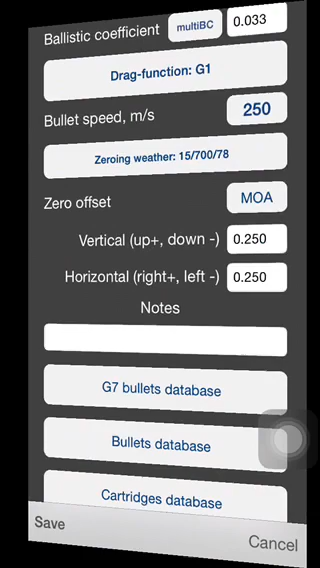 Ballistic coefficient multiBC 0.033
Drag-function: G1
Bullet speed, m/s 250
Zeroing weather: 15/700/78
Zero offset MOA
Vertical (up+, down -) 0.250
Horizontal (right+, left -) 0.250
Notes
G7 bullets database
Bullets database
Cartridges database
Save Cancel